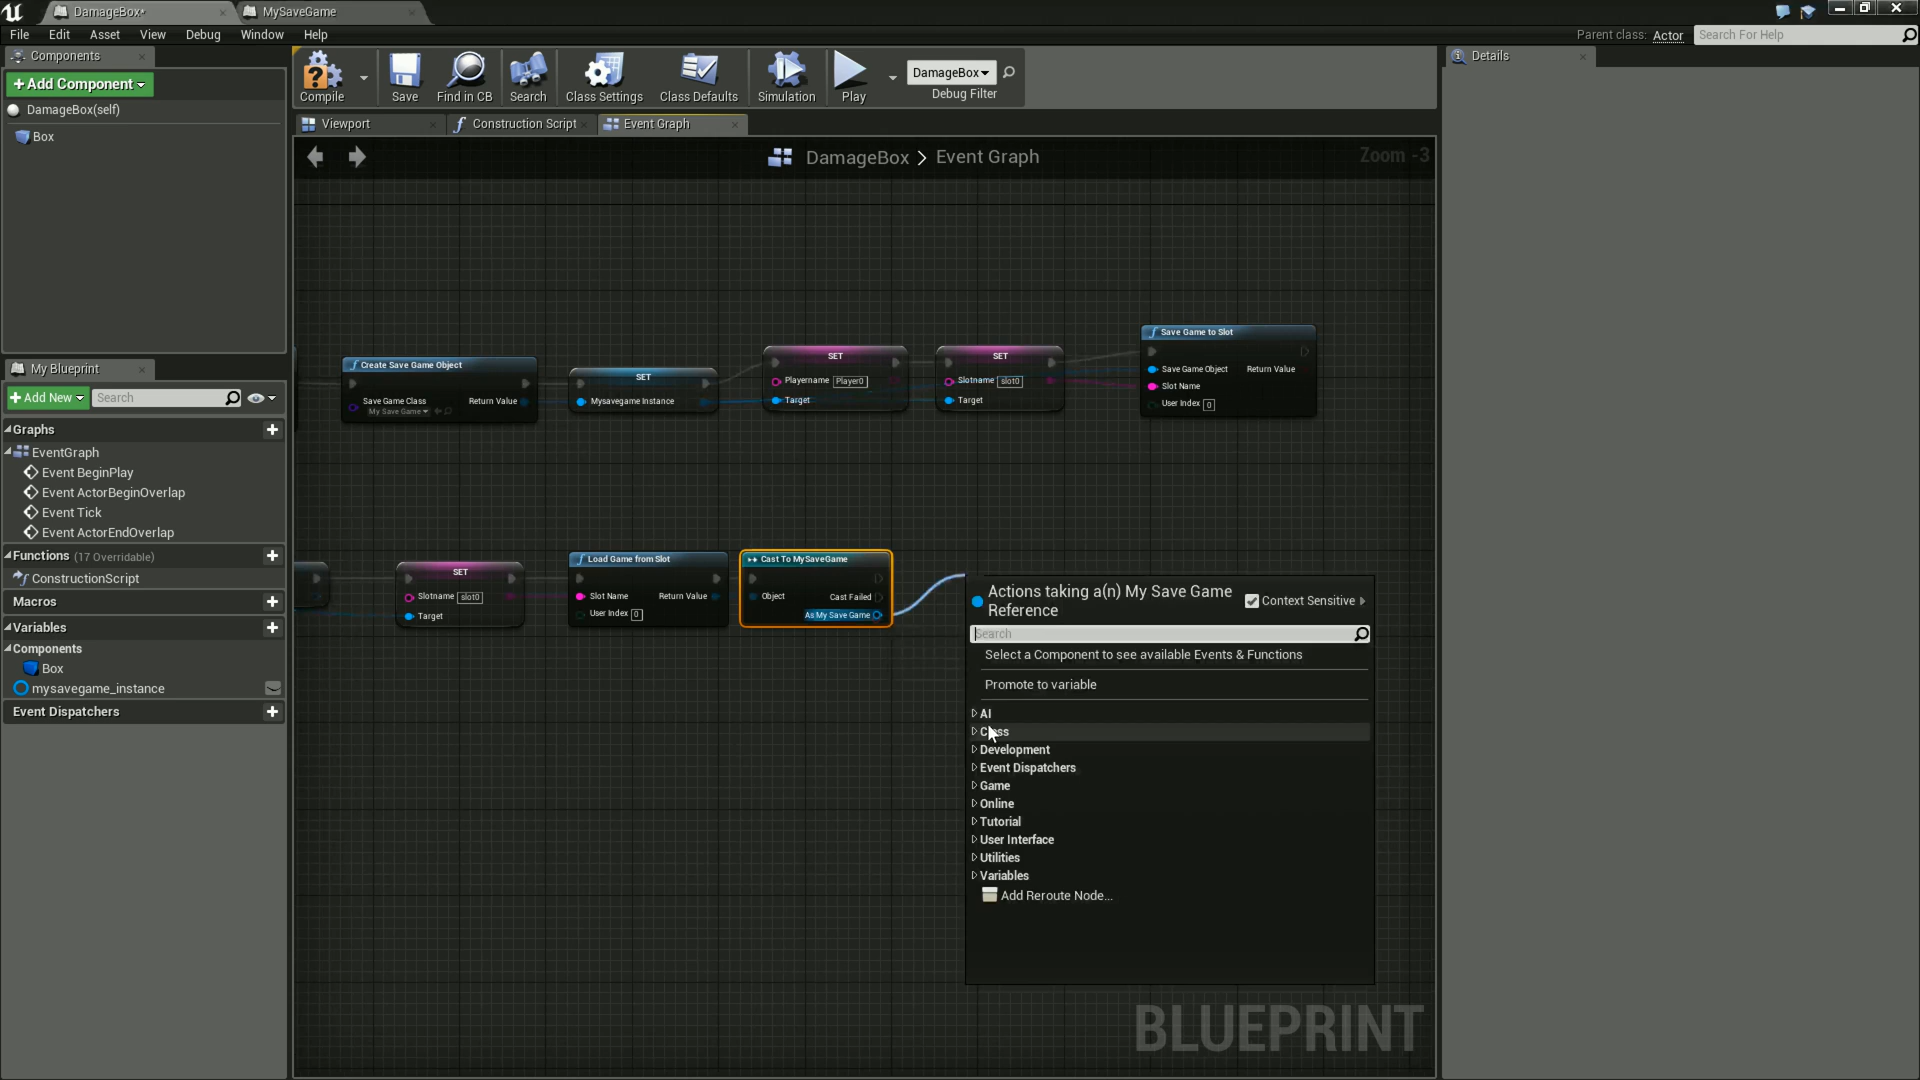 DamageBox*
MySaveGame
File Edit Asset View Debug Window Help
Parent class: Actor
Search For Help
Components
+Add Component
DamageBox(self)
Box
Compile
Save
Find in CB
Search
Class Settings
Class Defaults
Simulation
Play
DamageBox
Debug Filter
Details
Viewport
Construction Script
Event Graph
DamageBox > Event Graph
Zoom -3
My Blueprint
+Add New
Search
Graphs
EventGraph
Event BeginPlay
Event ActorBeginOverlap
Event Tick
Event ActorEndOverlap
Functions (17 Overridable)
ConstructionScript
Macros
Variables
Components
Box
mysavegame_instance
Event Dispatchers
Create Save Game Object
Save Game Class
My Save Game
Return Value
SET
Mysavegame Instance
SET
Playername Player0
Target
SET
Slotname slot0
Target
Save Game to Slot
Save Game Object
Return Value
Slot Name
User Index 0
SET
Slotname slot0
Target
Load Game from Slot
Slot Name
Return Value
User Index 0
Cast To MySaveGame
Object
Cast Failed
As My Save Game
Actions taking a(n) My Save Game
Reference
Context Sensitive
Search
Select a Component to see available Events & Functions
Promote to variable
AI
Class
Development
Event Dispatchers
Game
Online
Tutorial
User Interface
Utilities
Variables
Add Reroute Node...
BLUEPRINT